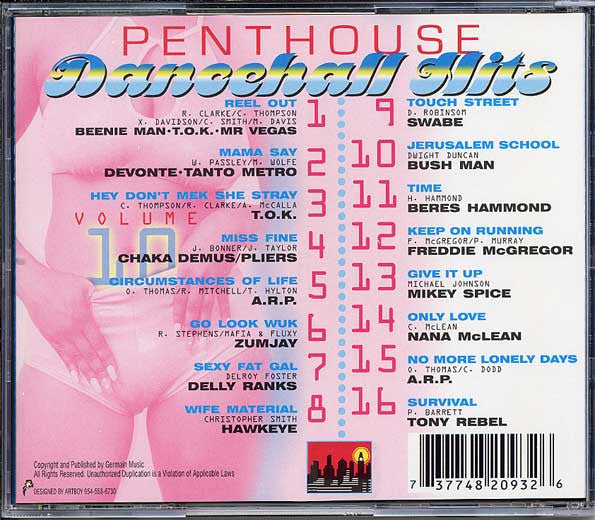 PENTHOUSE
Dancehall Hits
VOLUME
10
REEL OUT
R. CLARKE/C. THOMPSON
X. DAVIDSON/C. SMITH/M. DAVIS
BEENIE MAN·T.O.K.·MR VEGAS
1
MAMA SAY
W. PASSLEY/M. WOLFE
DEVONTE·TANTO METRO
2
HEY DON'T MEK SHE STRAY
C. THOMPSON/R. CLARKE/A. McCALLA
T.O.K.
3
MISS FINE
J. BONNER/J. TAYLOR
CHAKA DEMUS/PLIERS
4
CIRCUMSTANCES OF LIFE
O. THOMAS/R. MITCHELL/T. HYLTON
A.R.P.
5
GO LOOK WUK
R. STEPHENS/MAFIA & FLUXY
ZUMJAY
6
SEXY FAT GAL
DELROY FOSTER
DELLY RANKS
7
WIFE MATERIAL
CHRISTOPHER SMITH
HAWKEYE
8
9
TOUCH STREET
D. ROBINSOM
SWABE
10
JERUSALEM SCHOOL
DWIGHT DUNCAN
BUSH MAN
11
TIME
H. HAMMOND
BERES HAMMOND
12
KEEP ON RUNNING
F. McGREGOR/P. MURRAY
FREDDIE McGREGOR
13
GIVE IT UP
MICHAEL JOHNSON
MIKEY SPICE
14
ONLY LOVE
C. McLEAN
NANA McLEAN
15
NO MORE LONELY DAYS
O. THOMAS/C. DODD
A.R.P.
16
SURVIVAL
P. BARRETT
TONY REBEL
Copyright and Published by Germain Music
All Rights Reserved. Unauthorized Duplication is a Violation of Applicable Laws
DESIGNED BY ARTBOY 954-558-6730
7 37748 20932 6